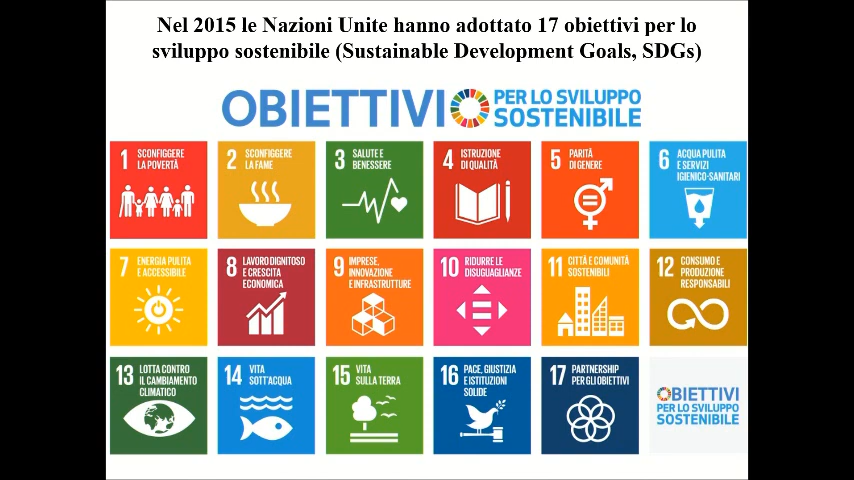 Nel 2015 le Nazioni Unite hanno adottato 17 obiettivi per lo
sviluppo sostenibile (Sustainable Development Goals, SDGs)
OBIETTIVI PER LO SVILUPPO
SOSTENIBILE
1 SCONFIGGERE
LA POVERTÀ
2 SCONFIGGERE
LA FAME
3 SALUTE E
BENESSERE
4 ISTRUZIONE
DI QUALITÀ
5 PARITÀ
DI GENERE
6 ACQUA PULITA
E SERVIZI
IGIENICO-SANITARI
7 ENERGIA PULITA
E ACCESSIBILE
8 LAVORO DIGNITOSO
E CRESCITA
ECONOMICA
9 IMPRESE,
INNOVAZIONE
E INFRASTRUTTURE
10 RIDURRE LE
DISUGUAGLIANZE
11 CITTÀ E COMUNITÀ
SOSTENIBILI
12 CONSUMO E
PRODUZIONE
RESPONSABILI
13 LOTTA CONTRO
IL CAMBIAMENTO
CLIMATICO
14 VITA
SOTT'ACQUA
15 VITA
SULLA TERRA
16 PACE, GIUSTIZIA
E ISTITUZIONI
SOLIDE
17 PARTNERSHIP
PER GLI OBIETTIVI
OBIETTIVI
PER LO SVILUPPO
SOSTENIBILE